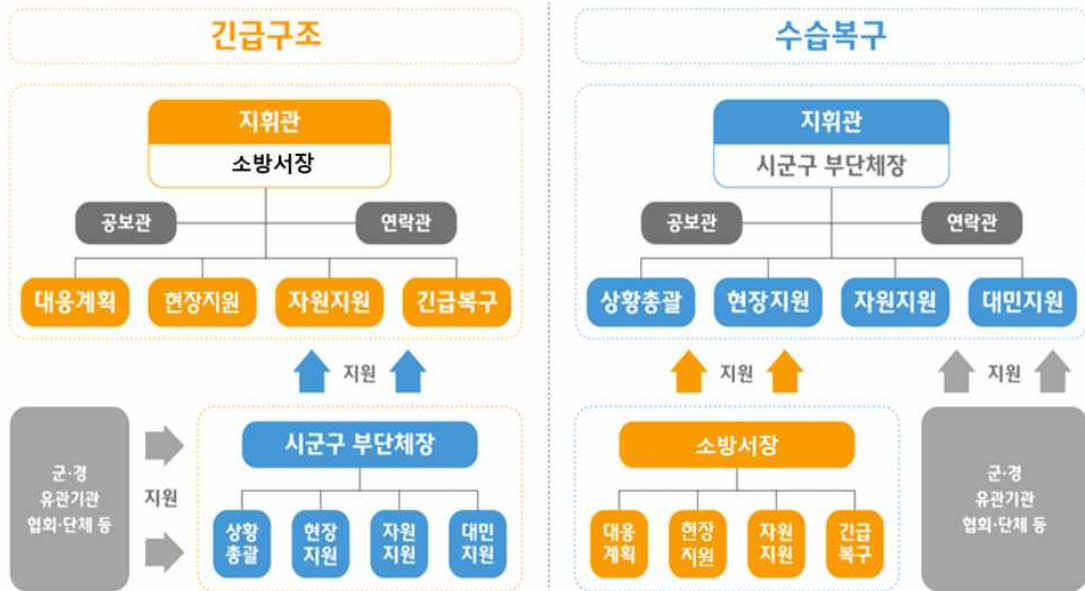 긴급구조
지휘관
소방서장
공보관
연락관
대응계획
현장지원
자원지원
긴급복구
지원
군·경
유관기관
협회·단체 등
지원
시군구 부단체장
상황
총괄
현장
지원
자원
지원
대민
지원
수습복구
지휘관
시군구 부단체장
공보관
연락관
상황총괄
현장지원
자원지원
대민지원
지원
지원
소방서장
대응
계획
현장
지원
자원
지원
긴급
복구
군·경
유관기관
협회·단체 등